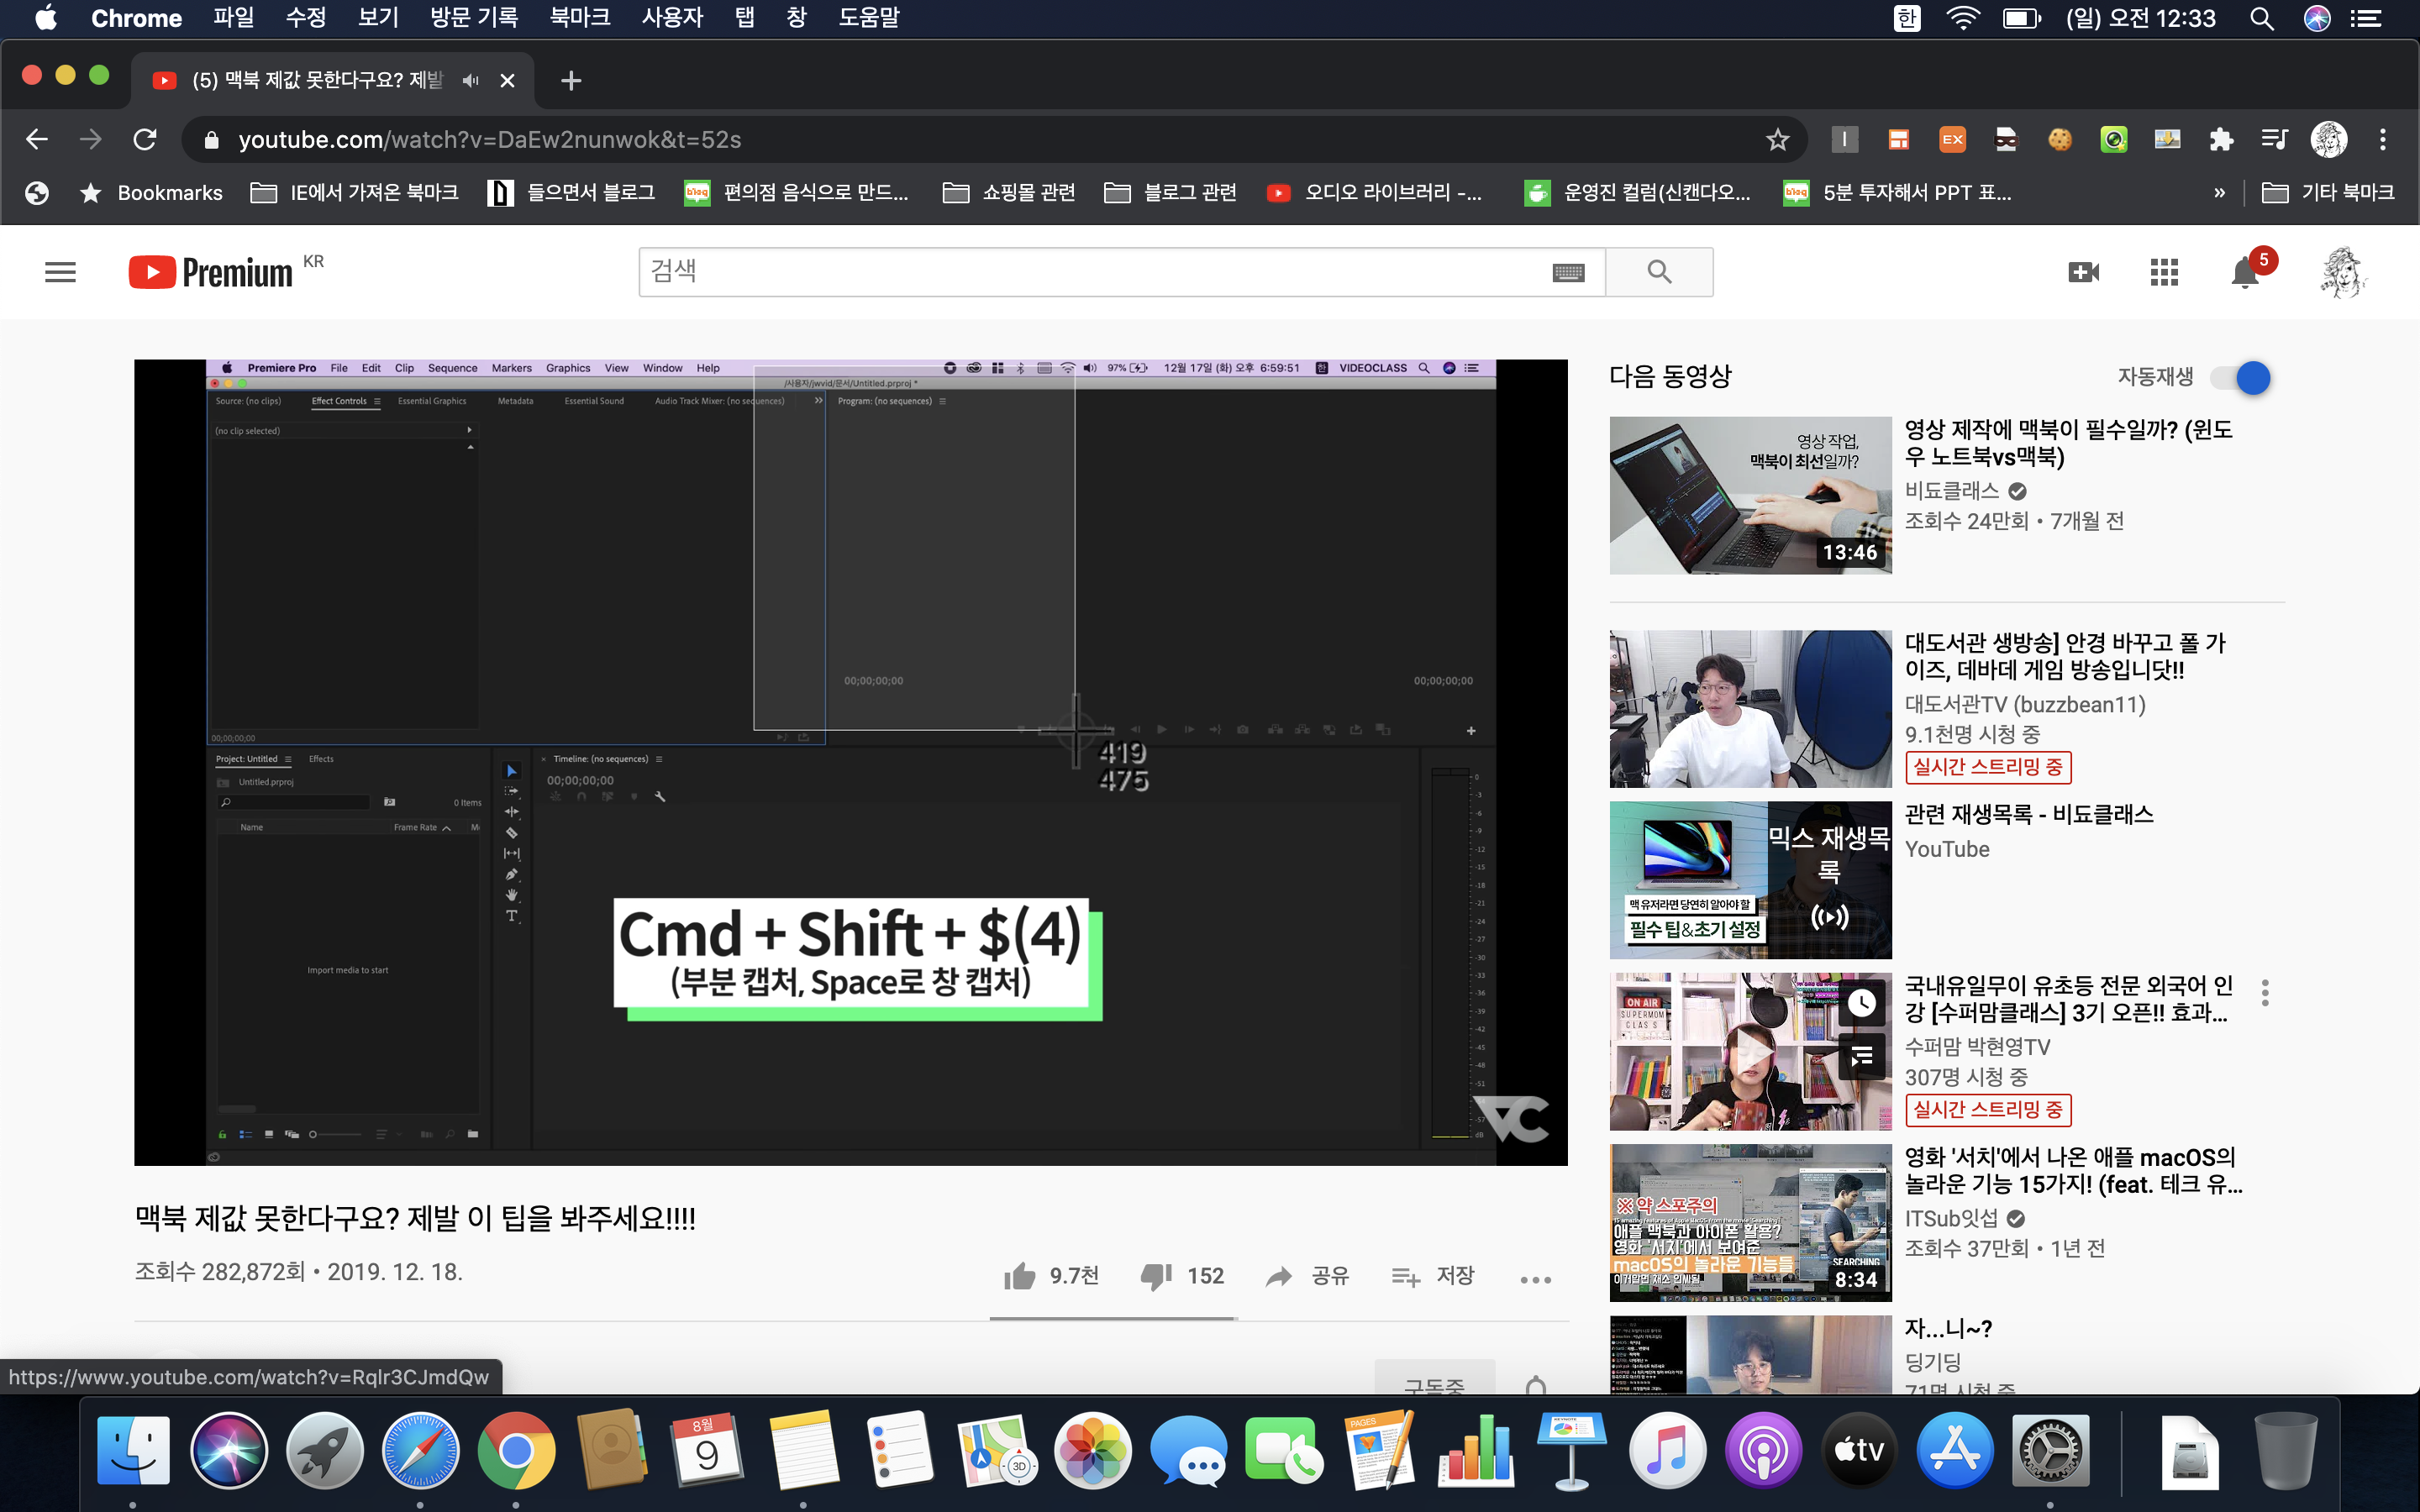 Chrome 파일 수정 보기 방문 기록 북마크 사용자 탭 창 도움말 한 (일) 오전 12:33
(5) 맥북 제값 못한다구요? 제발
youtube.com/watch?v=DaEw2nunwok&t=52s
Bookmarks IE에서 가져온 북마크 들으면서 블로그 편의점 음식으로 만드... 쇼핑몰 관련 블로그 관련 오디오 라이브러리 -... 운영진 컬럼(신캔다오... 5분 투자해서 PPT 표... » 기타 북마크
Premium KR
검색
5
Premiere Pro File Edit Clip Sequence Markers Graphics View Window Help 97% 12월 17일 (화) 오후 6:59:51 한 VIDEOCLASS
/사용자/jwvid/문서/Untitled.prproj *
Source: (no clips) Effect Controls Essential Graphics Metadata Essential Sound Audio Track Mixer: (no sequences) » Program: (no sequences)
(no clip selected)
00;00;00;00 00;00;00;00
00;00;00;00
419
475
Project: Untitled Effects
Untitled.prproj
0 Items
Name Frame Rate
Import media to start
Timeline: (no sequences)
00;00;00;00
0
-3
-6
-9
-12
-15
-18
-21
-24
-27
-30
-33
-36
-39
-42
-45
-48
-51
-57
dB
Cmd + Shift + $(4)
(부분 캡처, Space로 창 캡처)
VC
맥북 제값 못한다구요? 제발 이 팁을 봐주세요!!!!
조회수 282,872회 • 2019. 12. 18.
9.7천 152 공유 저장
구독중
다음 동영상 자동재생
영상 작업,
맥북이 최선일까?
13:46
영상 제작에 맥북이 필수일까? (윈도
우 노트북vs맥북)
비됴클래스
조회수 24만회 • 7개월 전
대도서관 생방송] 안경 바꾸고 폴 가
이즈, 데바데 게임 방송입니닷!!
대도서관TV (buzzbean11)
9.1천명 시청 중
실시간 스트리밍 중
맥 유저라면 당연히 알아야 할
필수 팁&초기 설정
믹스 재생목
록
관련 재생목록 - 비됴클래스
YouTube
ON AIR
SUPERMOM
CLASS
국내유일무이 유초등 전문 외국어 인
강 [수퍼맘클래스] 3기 오픈!! 효과...
수퍼맘 박현영TV
307명 시청 중
실시간 스트리밍 중
※약 스포주의
애플 맥북과 아이폰 활용?
영화 '서치'에서 보여준
macOS의 놀라운 기능들
SEARCHING
8:34
영화 '서치'에서 나온 애플 macOS의
놀라운 기능 15가지! (feat. 테크 유...
ITSub잇섭
조회수 37만회 • 1년 전
자...니~?
딩기딩
71명 시청 중
https://www.youtube.com/watch?v=Rqlr3CJmdQw
8월
9
3D
PAGES
KEYNOTE
tv